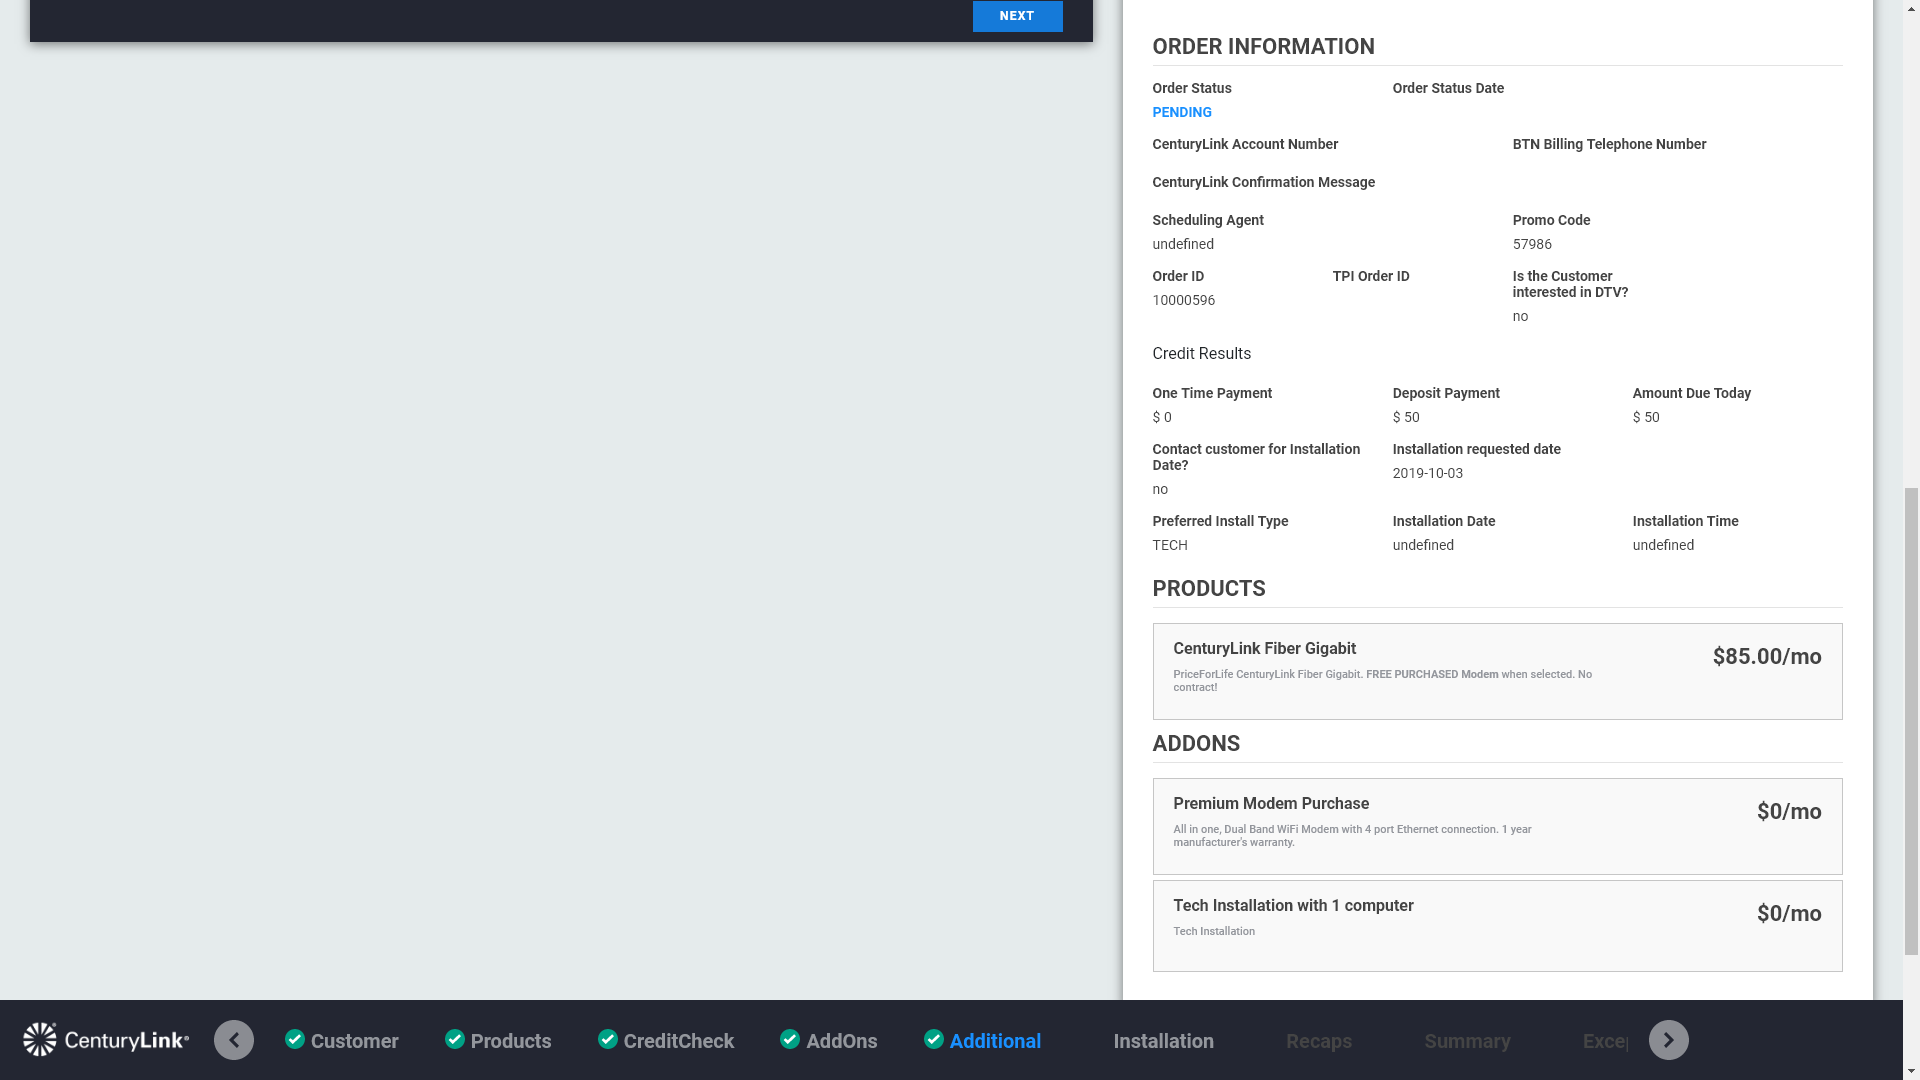 NEXT
ORDER INFORMATION
Order Status
Order Status Date
PENDING
CenturyLink Account Number
BTN Billing Telephone Number
CenturyLink Confirmation Message
Scheduling Agent
Promo Code
undefined
57986
Order ID
TPI Order ID
Is the Customer
interested in DTV?
10000596
no
Credit Results
One Time Payment
Deposit Payment
Amount Due Today
$ 0
$ 50
$ 50
Contact customer for Installation
Date?
Installation requested date
2019-10-03
no
Preferred Install Type
Installation Date
Installation Time
TECH
undefined
undefined
PRODUCTS
CenturyLink Fiber Gigabit
$85.00/mo
PriceForLife CenturyLink Fiber Gigabit. FREE PURCHASED Modem when selected. No
contract!
ADDONS
Premium Modem Purchase
$0/mo
All in one, Dual Band WiFi Modem with 4 port Ethernet connection. 1 year
manufacturer's warranty.
Tech Installation with 1 computer
$0/mo
Tech Installation
CenturyLink®
Customer
Products
CreditCheck
AddOns
Additional
Installation
Recaps
Summary
Excep